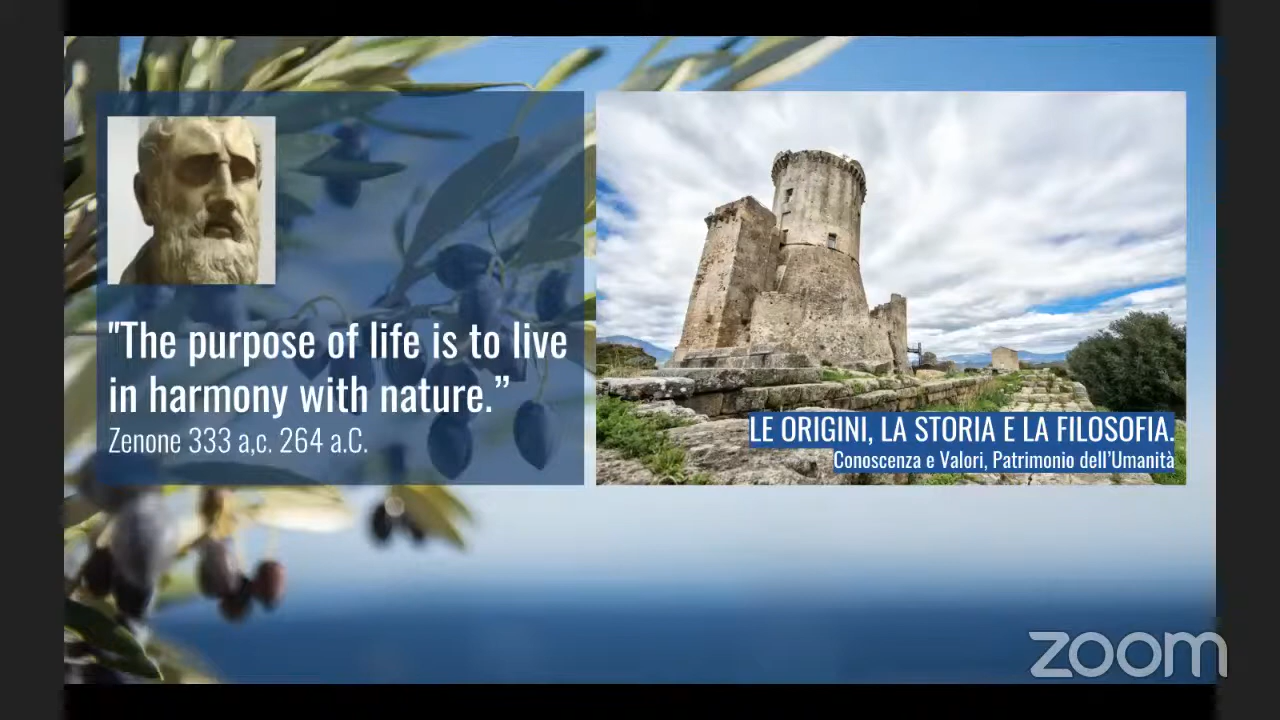 "The purpose of life is to live
in harmony with nature.”
Zenone 333 a,c. 264 a.C.
LE ORIGINI, LA STORIA E LA FILOSOFIA.
Conoscenza e Valori, Patrimonio dell'Umanità
zoom